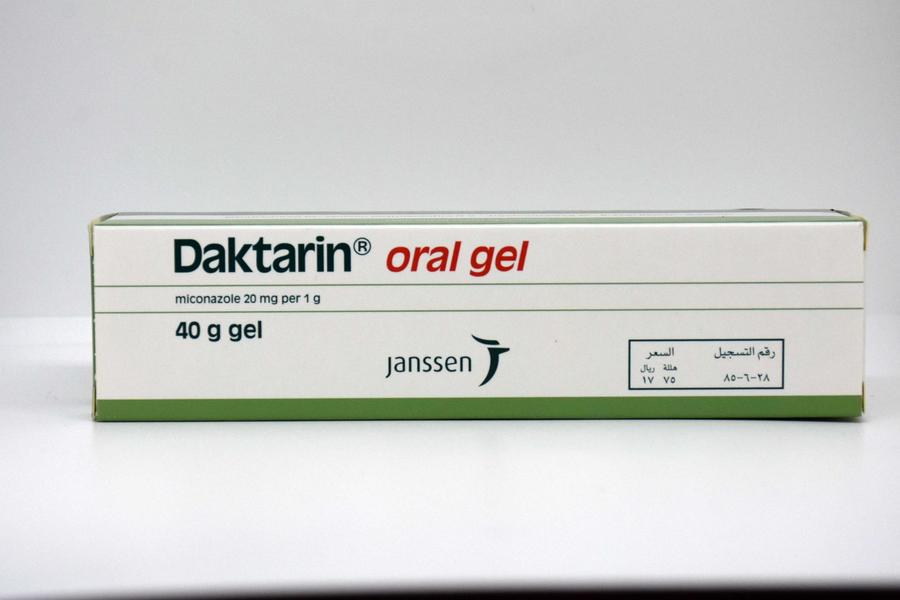 Daktarin® oral gel
miconazole 20 mg per 1 g
40 g gel
Janssen
رقم التسجيل السعر
هللة ريال
٢٨-٦-٨٥ ٧٥ ١٧